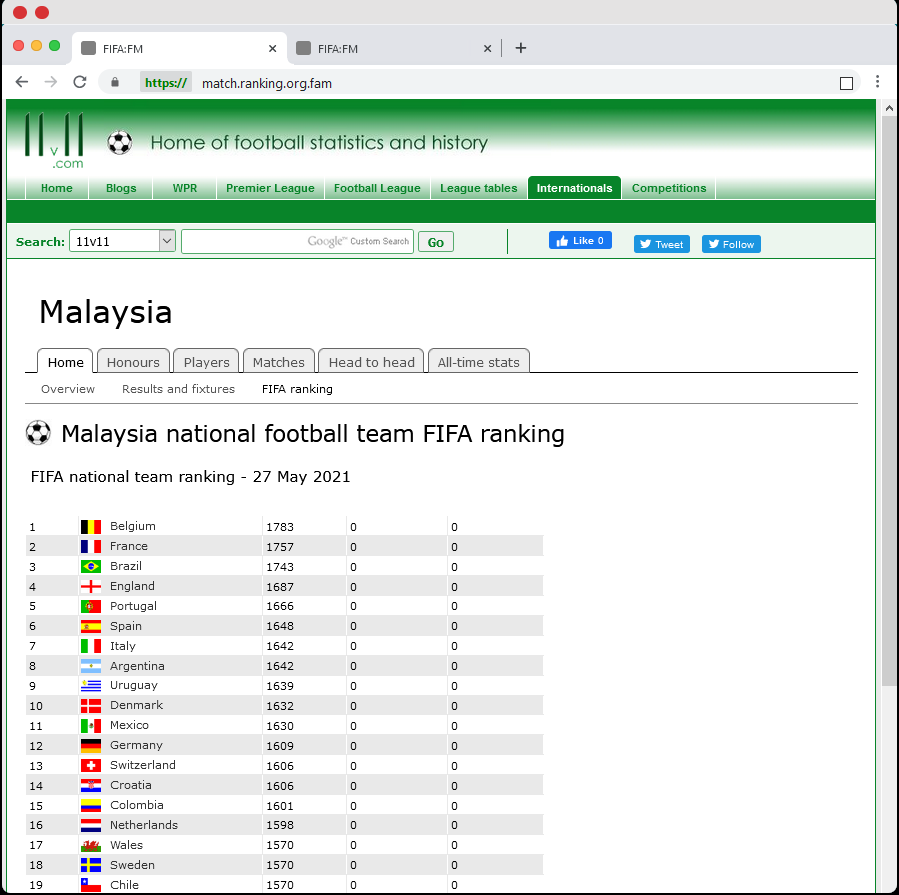 FIFA:FM FIFA:FM
https:// match.ranking.org.fam
11v11.com Home of football statistics and history
Home Blogs WPR Premier League Football League League tables Internationals Competitions
Search: 11v11 Google™ Custom Search Go Like 0 Tweet Follow
Malaysia
Home Honours Players Matches Head to head All-time stats
Overview Results and fixtures FIFA ranking
Malaysia national football team FIFA ranking
FIFA national team ranking - 27 May 2021
1 Belgium 1783 0 0
2 France 1757 0 0
3 Brazil 1743 0 0
4 England 1687 0 0
5 Portugal 1666 0 0
6 Spain 1648 0 0
7 Italy 1642 0 0
8 Argentina 1642 0 0
9 Uruguay 1639 0 0
10 Denmark 1632 0 0
11 Mexico 1630 0 0
12 Germany 1609 0 0
13 Switzerland 1606 0 0
14 Croatia 1606 0 0
15 Colombia 1601 0 0
16 Netherlands 1598 0 0
17 Wales 1570 0 0
18 Sweden 1570 0 0
19 Chile 1570 0 0